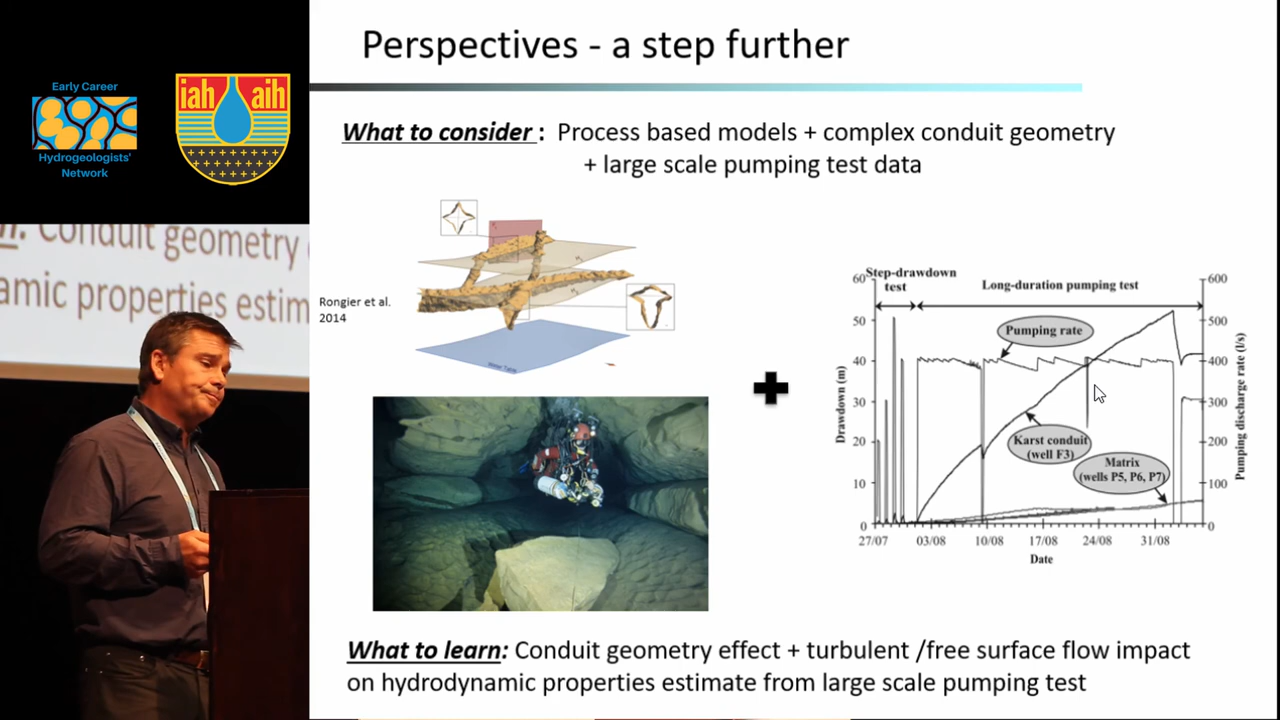 Perspectives - a step further
Early Career
Hydrogeologists'
Network
iah aih
What to consider : Process based models + complex conduit geometry
+ large scale pumping test data
Rongier et al.
2014
Step-drawdown
test
Long-duration pumping test
Pumping rate
Karst conduit
(well F3)
Matrix
(wells P5, P6, P7)
Drawdown (m)
60
50
40
30
20
10
0
Pumping discharge rate (l/s)
600
500
400
300
200
100
0
27/07 03/08 10/08 17/08 24/08 31/08
Date
What to learn: Conduit geometry effect + turbulent /free surface flow impact
on hydrodynamic properties estimate from large scale pumping test
: Conduit geometry
amic properties estim